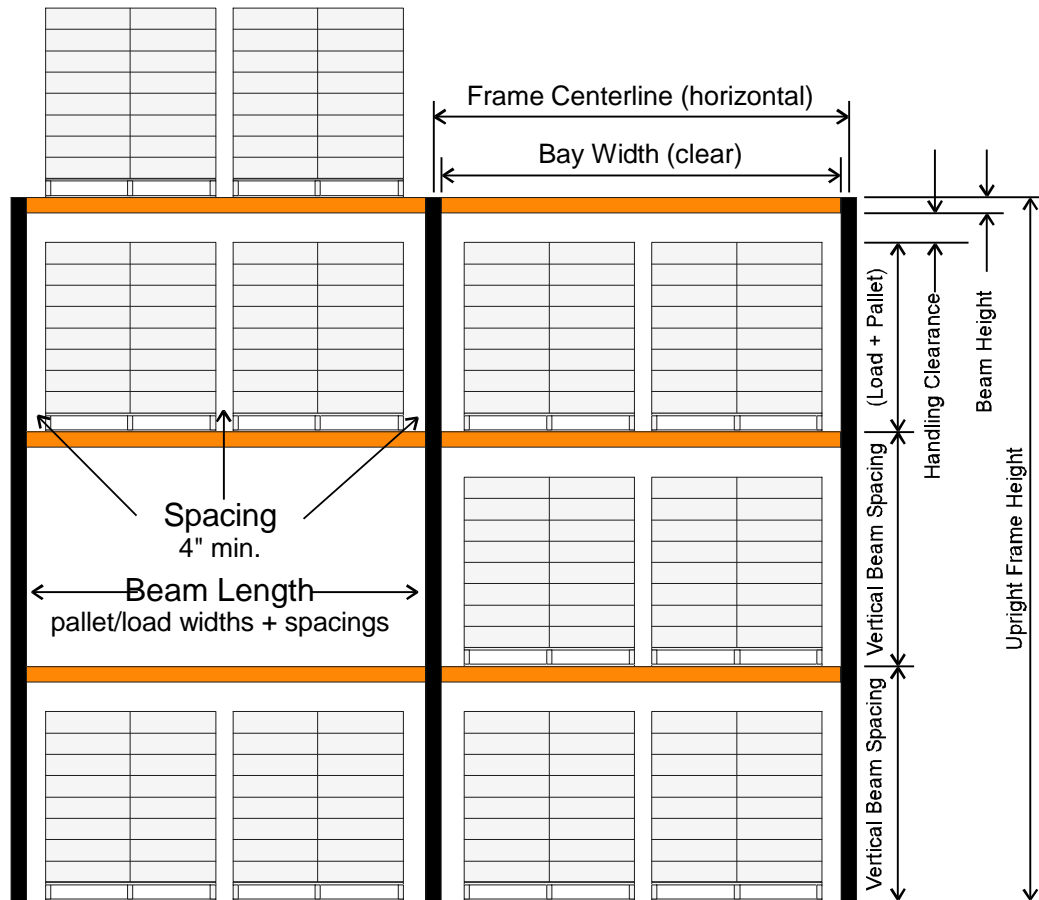 Frame Centerline (horizontal)
Bay Width (clear)
(Load + Pallet)
Handling Clearance
Beam Height
Upright Frame Height
Spacing
4" min.
Beam Length
pallet/load widths + spacings
Vertical Beam Spacing
Vertical Beam Spacing